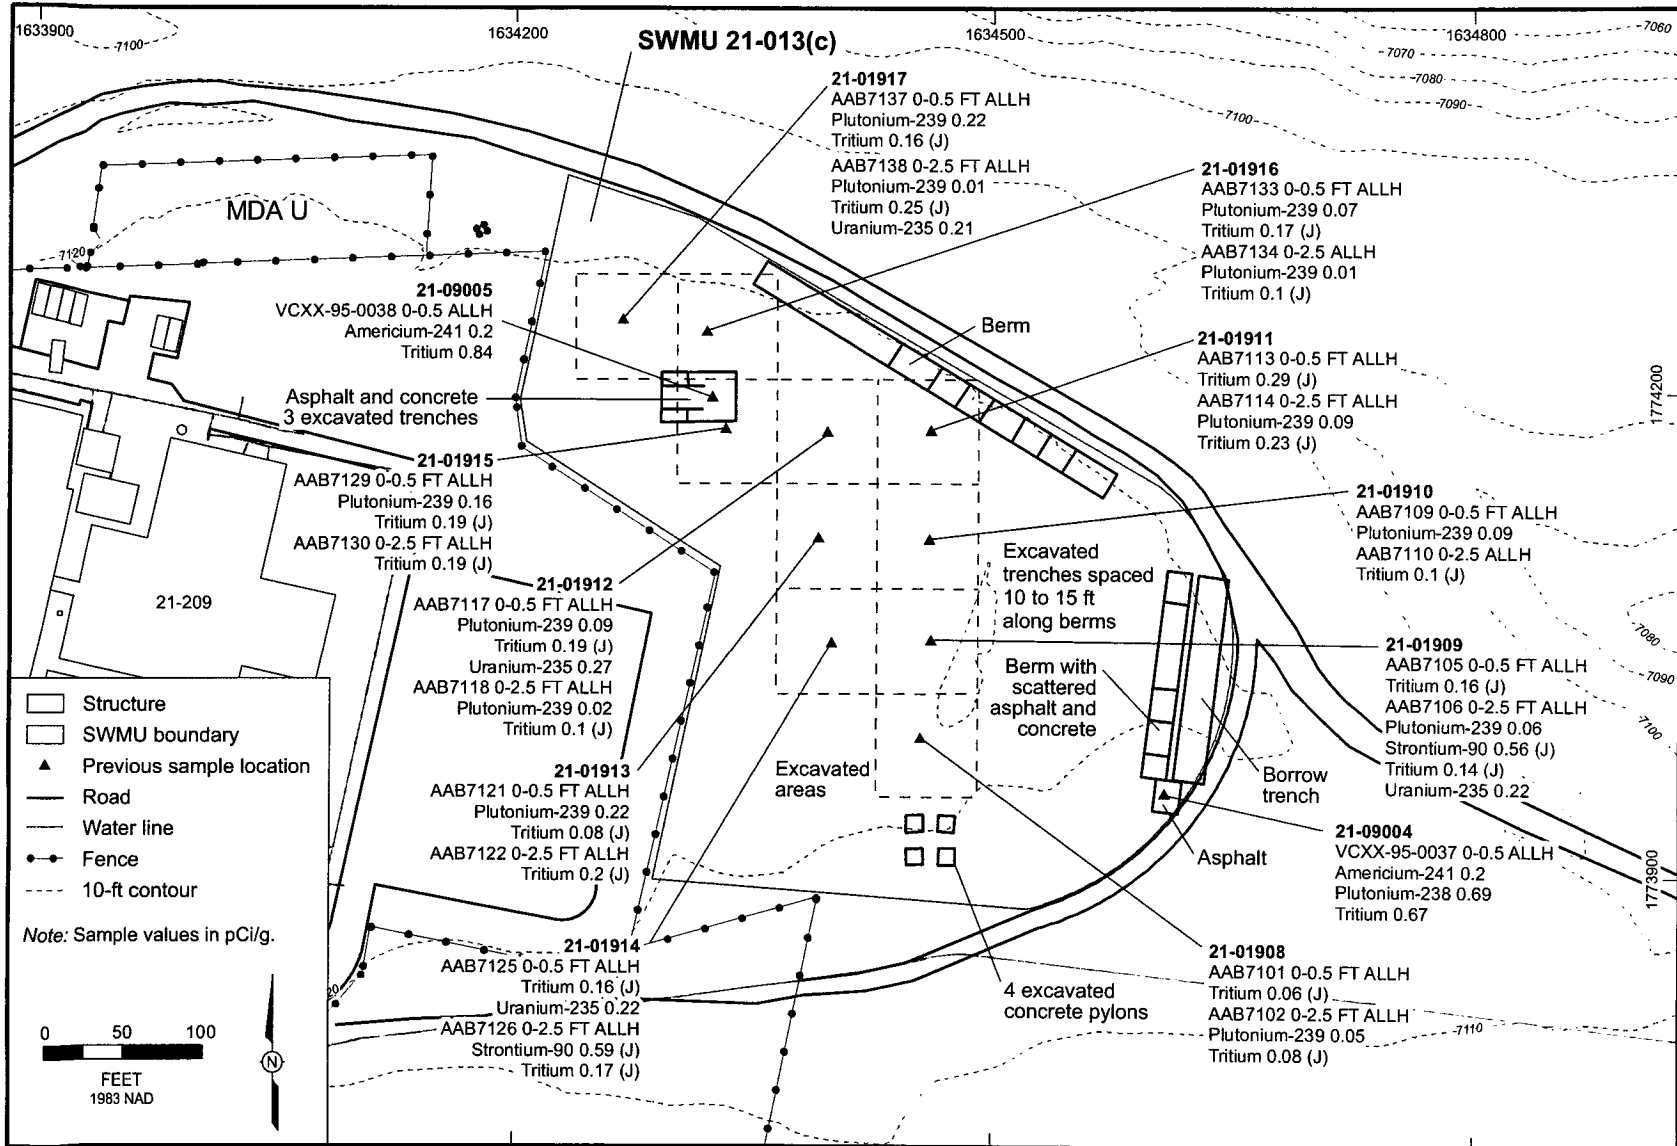 1633900
1634200
1634500
1634800
7100
7060
7070
7080
7090
7100
SWMU 21-013(c)
21-01917
AAB7137 0-0.5 FT ALLH
Plutonium-239 0.22
Tritium 0.16 (J)
AAB7138 0-2.5 FT ALLH
Plutonium-239 0.01
Tritium 0.25 (J)
Uranium-235 0.21
21-01916
AAB7133 0-0.5 FT ALLH
Plutonium-239 0.07
Tritium 0.17 (J)
AAB7134 0-2.5 ALLH
Plutonium-239 0.01
Tritium 0.1 (J)
MDA U
7120
21-09005
VCXX-95-0038 0-0.5 ALLH
Americium-241 0.2
Tritium 0.84
Berm
21-01911
AAB7113 0-0.5 FT ALLH
Tritium 0.29 (J)
AAB7114 0-2.5 FT ALLH
Plutonium-239 0.09
Tritium 0.23 (J)
1774200
Asphalt and concrete
3 excavated trenches
21-01915
AAB7129 0-0.5 FT ALLH
Plutonium-239 0.16
Tritium 0.19 (J)
AAB7130 0-2.5 FT ALLH
Tritium 0.19 (J)
21-01910
AAB7109 0-0.5 FT ALLH
Plutonium-239 0.09
AAB7110 0-2.5 ALLH
Tritium 0.1 (J)
Excavated
trenches spaced
10 to 15 ft
along berms
21-209
21-01912
AAB7117 0-0.5 FT ALLH
Plutonium-239 0.09
Tritium 0.19 (J)
Uranium-235 0.27
AAB7118 0-2.5 FT ALLH
Plutonium-239 0.02
Tritium 0.1 (J)
7080
7090
7100
21-01909
AAB7105 0-0.5 FT ALLH
Tritium 0.16 (J)
AAB7106 0-2.5 FT ALLH
Plutonium-239 0.06
Strontium-90 0.56 (J)
Tritium 0.14 (J)
Uranium-235 0.22
Berm with
scattered
asphalt and
concrete
Structure
SWMU boundary
Previous sample location
Road
Water line
Fence
10-ft contour
Note: Sample values in pCi/g.
21-01913
AAB7121 0-0.5 FT ALLH
Plutonium-239 0.22
Tritium 0.08 (J)
AAB7122 0-2.5 FT ALLH
Tritium 0.2 (J)
Excavated
areas
Borrow
trench
Asphalt
21-09004
VCXX-95-0037 0-0.5 ALLH
Americium-241 0.2
Plutonium-238 0.69
Tritium 0.67
1773900
21-01914
AAB7125 0-0.5 FT ALLH
Tritium 0.16 (J)
Uranium-235 0.22
AAB7126 0-2.5 FT ALLH
Strontium-90 0.59 (J)
Tritium 0.17 (J)
4 excavated
concrete pylons
21-01908
AAB7101 0-0.5 FT ALLH
Tritium 0.06 (J)
AAB7102 0-2.5 FT ALLH
Plutonium-239 0.05
Tritium 0.08 (J)
7110
20
0 50 100
FEET
1983 NAD
N